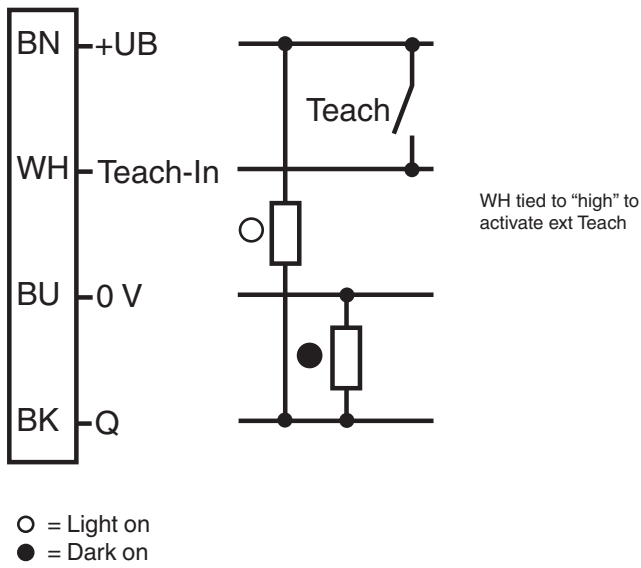 BN +UB
Teach
WH Teach-In
WH tied to “high” to
activate ext Teach
BU 0 V
BK Q
= Light on
= Dark on